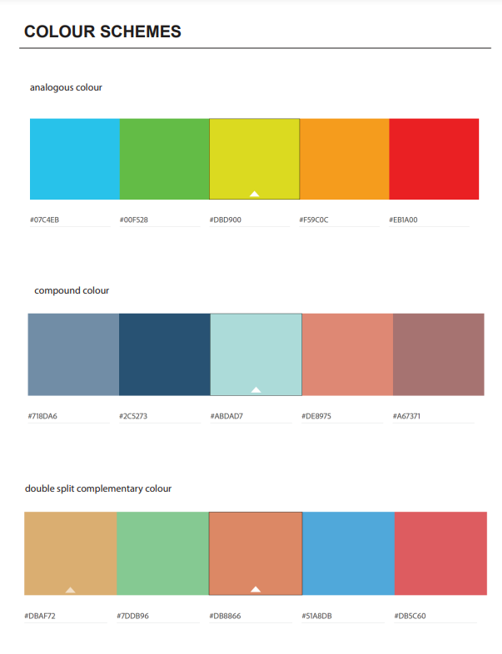 COLOUR SCHEMES
analogous colour
#07C4EB #00F528 #DBD900 #F59C0C #EB1A00
compound colour
#718DA6 #2C5273 #ABDAD7 #DE8975 #A67371
double split complementary colour
#DBAF72 #7DDB96 #DB8866 #51A8DB #DB5C60